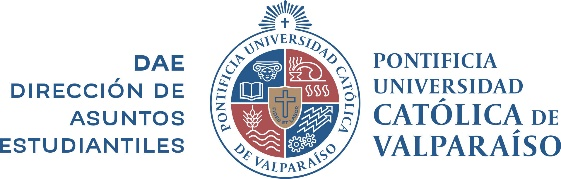 DAE
DIRECCIÓN DE
ASUNTOS
ESTUDIANTILES
PONTIFICIA UNIVERSIDAD CATÓLICA
DE VALPARAÍSO
PONTIFICIA
UNIVERSIDAD
CATÓLICA DE
VALPARAÍSO